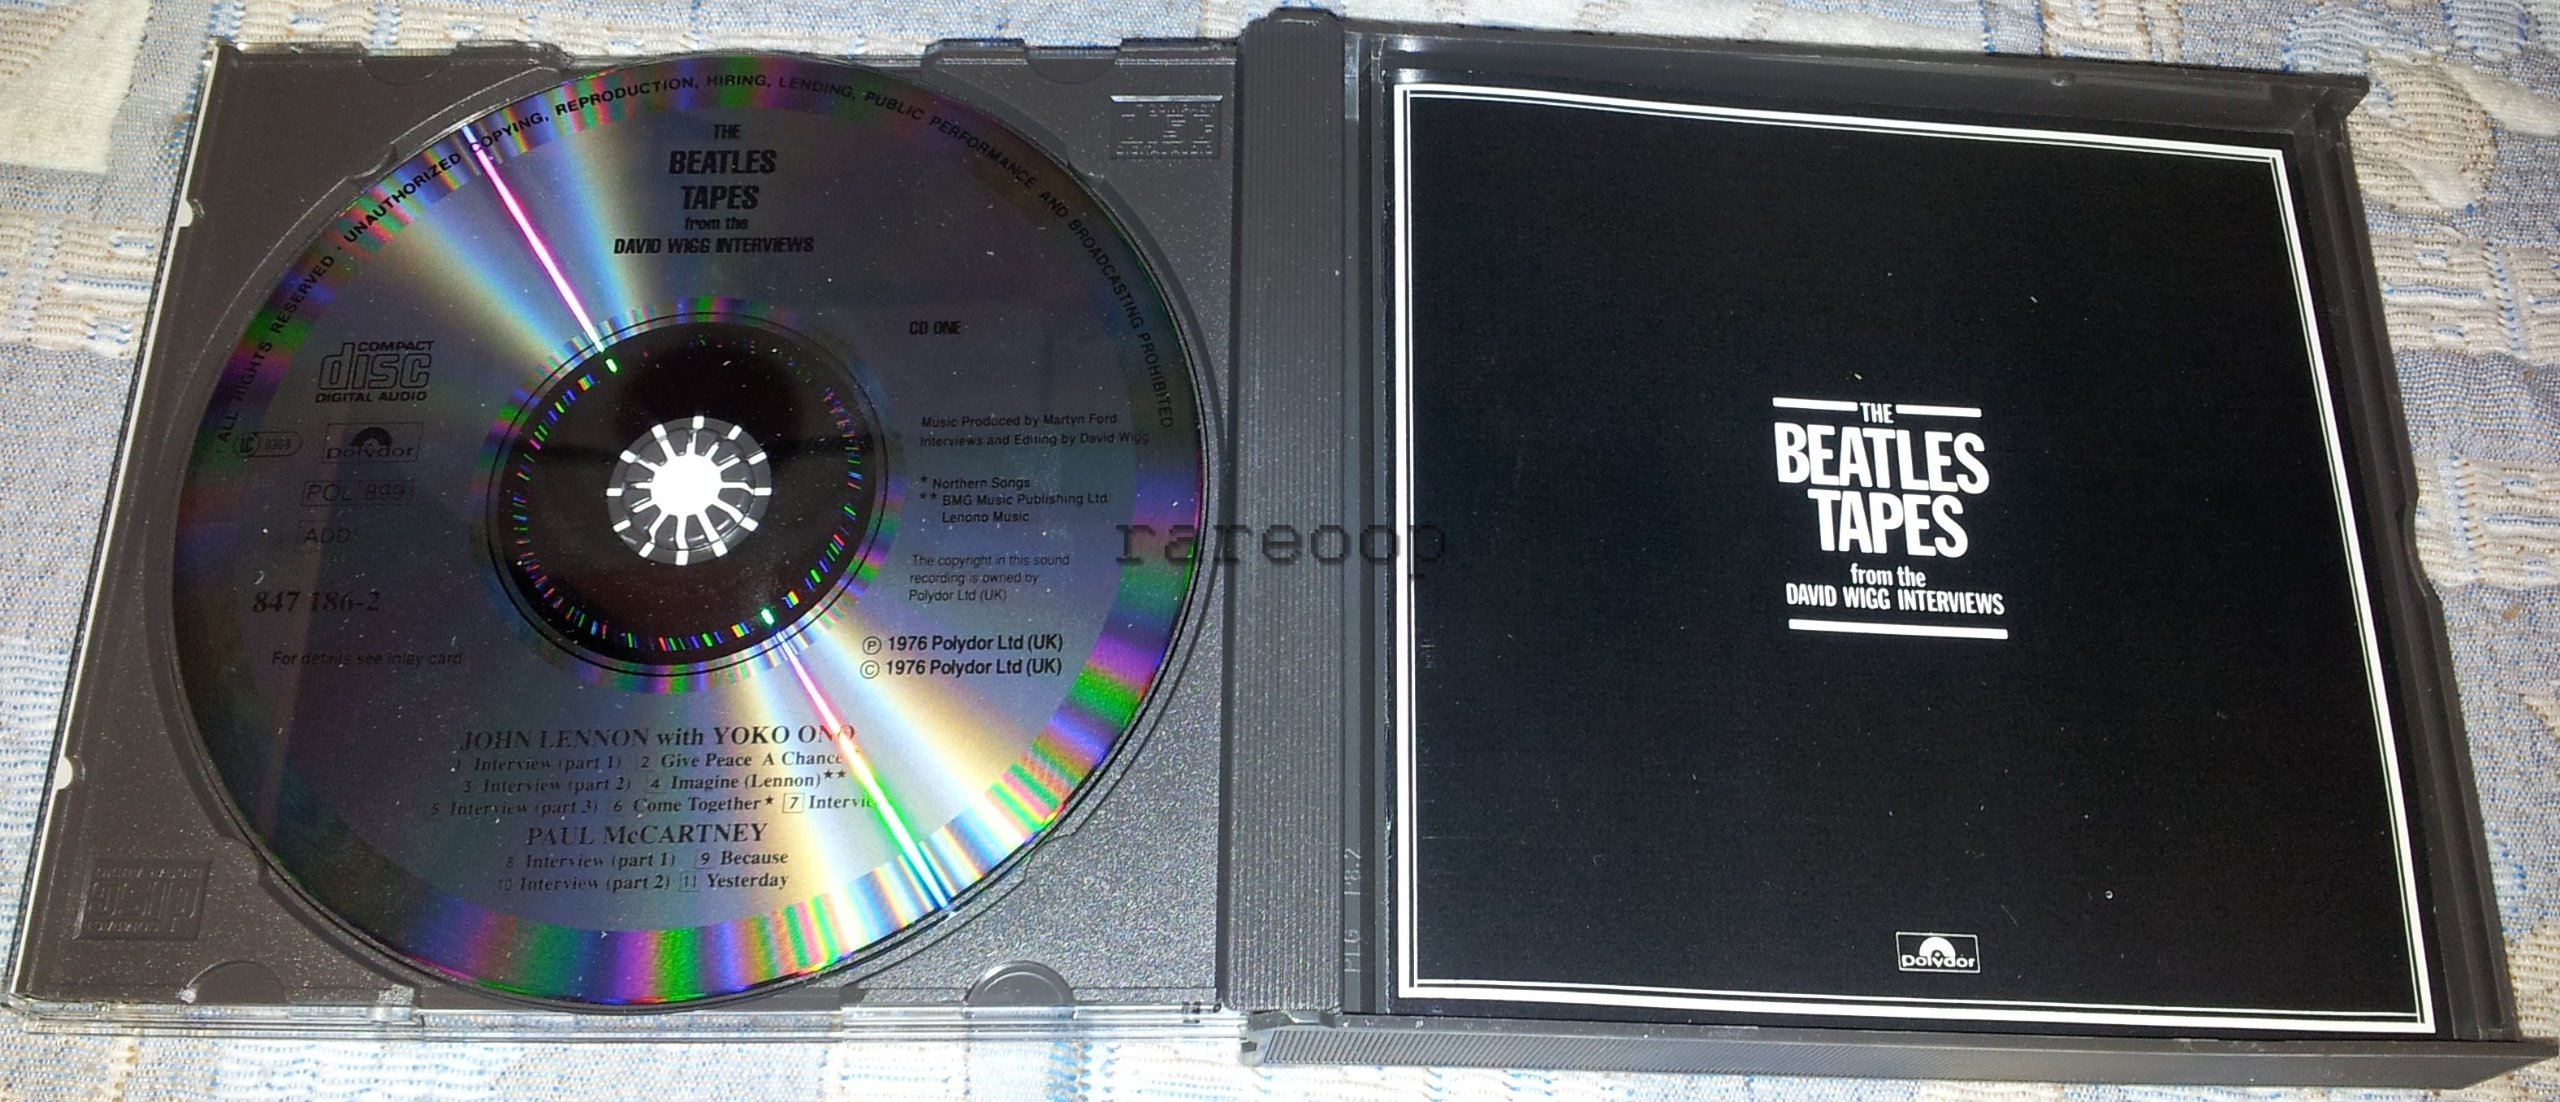 ALL RIGHTS RESERVED · UNAUTHORIZED COPYING, REPRODUCTION, HIRING, LENDING, PUBLIC PERFORMANCE AND BROADCASTING PROHIBITED
THE
BEATLES
TAPES
from the
DAVID WIGG INTERVIEWS
CD ONE
COMPACT
disc
DIGITAL AUDIO
polydor
POL 8991
ADD
847 186-2
For details see inlay card
Music Produced by Martyn Ford
Interviews and Editing by David Wigg
* Northern Songs
** BMG Music Publishing Ltd/
Lenono Music
The copyright in this sound
recording is owned by
Polydor Ltd (UK)
℗ 1976 Polydor Ltd (UK)
© 1976 Polydor Ltd (UK)
JOHN LENNON with YOKO ONO
1 Interview (part 1) 2 Give Peace A Chance
3 Interview (part 2) 4 Imagine (Lennon)**
5 Interview (part 3) 6 Come Together* 7
PAUL McCARTNEY
8 Interview (part 1) 9 Because
10 Interview (part 2) 11 Yesterday
rareoop
THE
BEATLES
TAPES
from the
DAVID WIGG INTERVIEWS
polydor